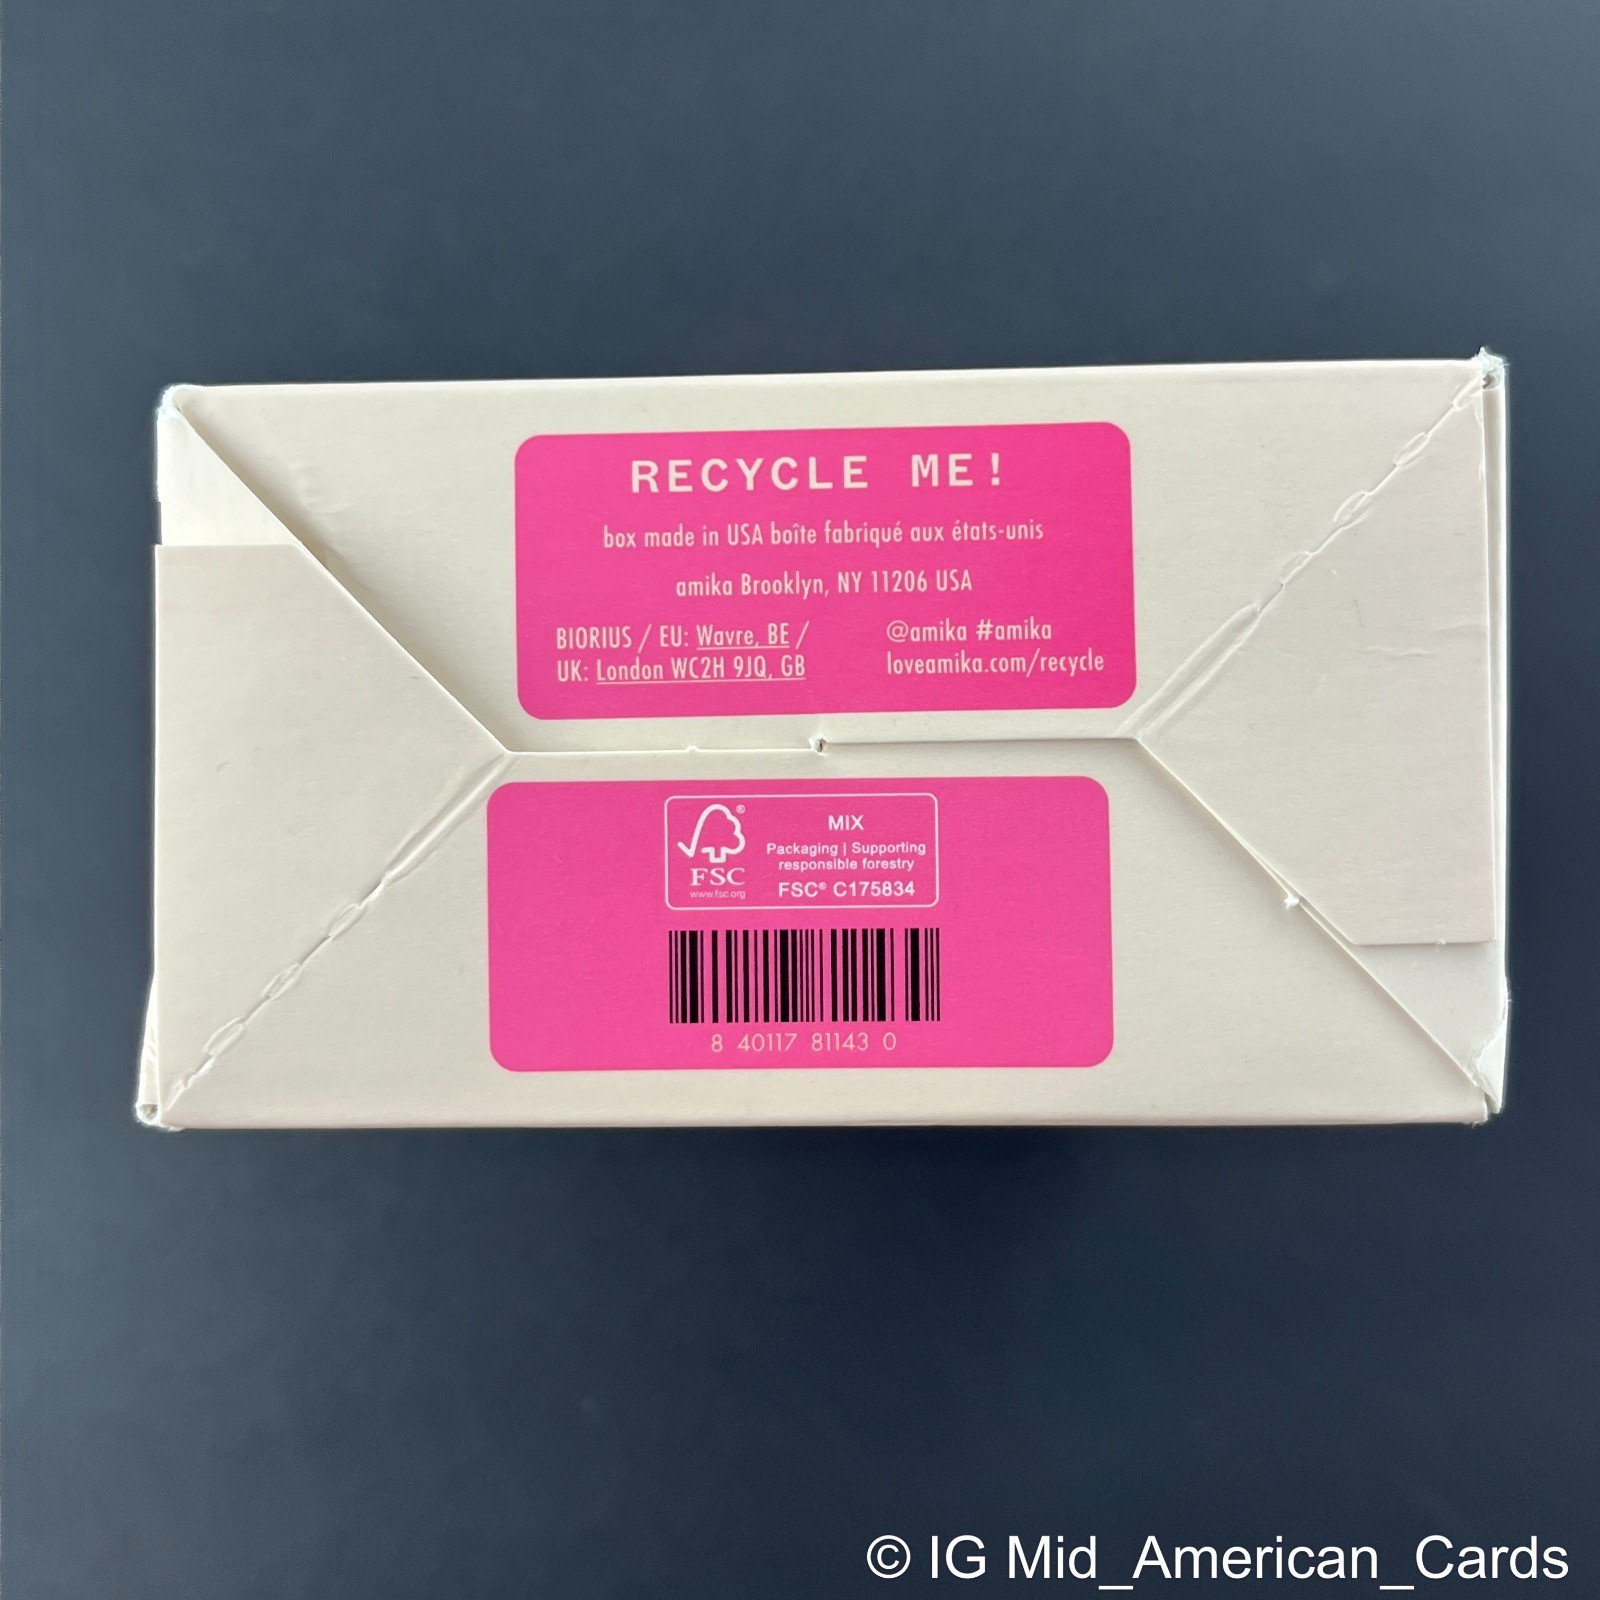 RECYCLE ME!
box made in USA boîte fabriqué aux états-unis
amika Brooklyn, NY 11206 USA
BIORIUS / EU: Wavre, BE /
UK: London WC2H 9JQ, GB
@amika #amika
loveamika.com/recycle
FSC
www.fsc.org
MIX
Packaging | Supporting
responsible forestry
FSC® C175834
8 40117 81143 0
© IG Mid_American_Cards